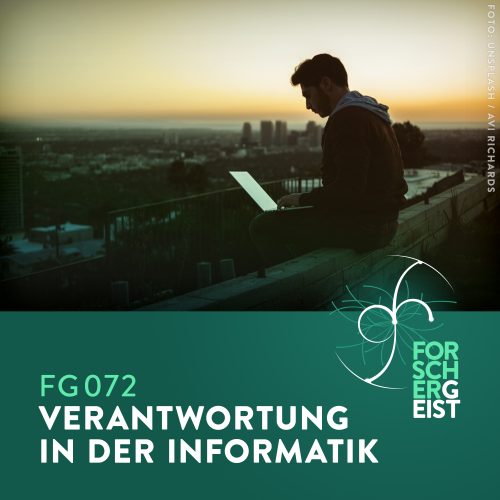 FOTO: UNSPLASH / AVI RICHARDS
FOR
SCH
ERG
EIST
FG072
VERANTWORTUNG
IN DER INFORMATIK